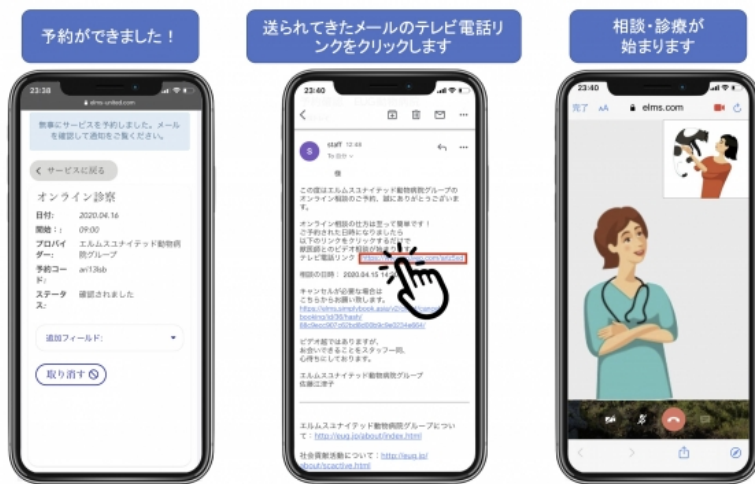 予約ができました！
送られてきたメールのテレビ電話リ
ンクをクリックします
相談・診療が
始まります
23:38
elms-united.com
無事にサービスを予約しました。メール
を確認して通知をご覧ください。
サービスに戻る
オンライン診察
日付: 2020.04.16
開始：: 09:00
プロバイ エルムスユナイテッド動物病
ダー: 院グループ
予約コー
ド:
ステータ 確認されました
ス:
追加フィールド:
取り消す
23:40
staff 12:48
To 自分
S
様
この度はエルムスユナイテッド動物病院グループの
オンライン相談のご予約、誠にありがとうございま
す。
オンライン相談の仕方は至って簡単です！
ご予約された日時になりましたら
以下のリンクをクリックするだけで
獣医師とのビデオ相談が始まります
テレビ電話リンク
相談の日時： 2020.04.15
キャンセルが必要な場合は
こちらからお願い致します。
ビデオ越ではありますが、
お会いできることをスタッフ一同、
心待ちにしております。
エルムスユナイテッド動物病院グループ
佐藤江津子
エルムスユナイテッド動物病院グループについ
て：http://eug.jp/about/index.html
社会貢献活動について：http://eug.jp/
about/scactive.html
23:40
完了 AA elms.com